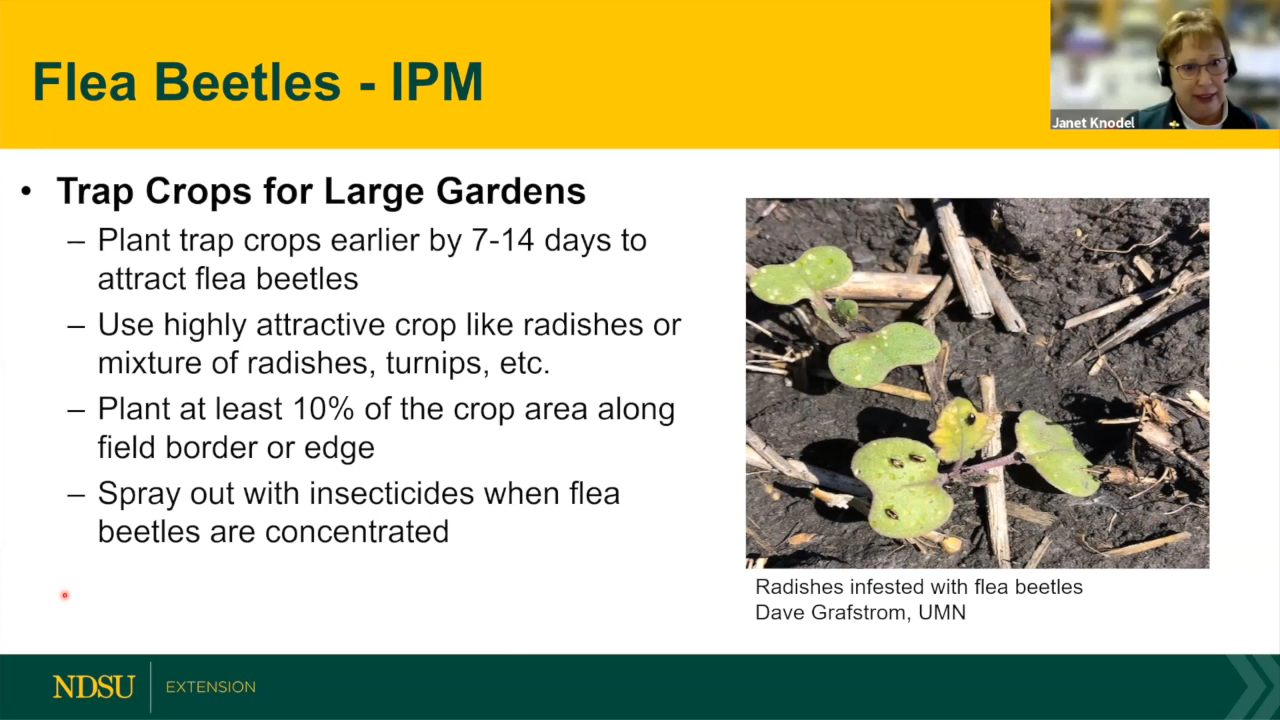 Flea Beetles - IPM
Janet Knodel
• Trap Crops for Large Gardens
– Plant trap crops earlier by 7-14 days to
attract flea beetles
– Use highly attractive crop like radishes or
mixture of radishes, turnips, etc.
– Plant at least 10% of the crop area along
field border or edge
– Spray out with insecticides when flea
beetles are concentrated
Radishes infested with flea beetles
Dave Grafstrom, UMN
NDSU EXTENSION